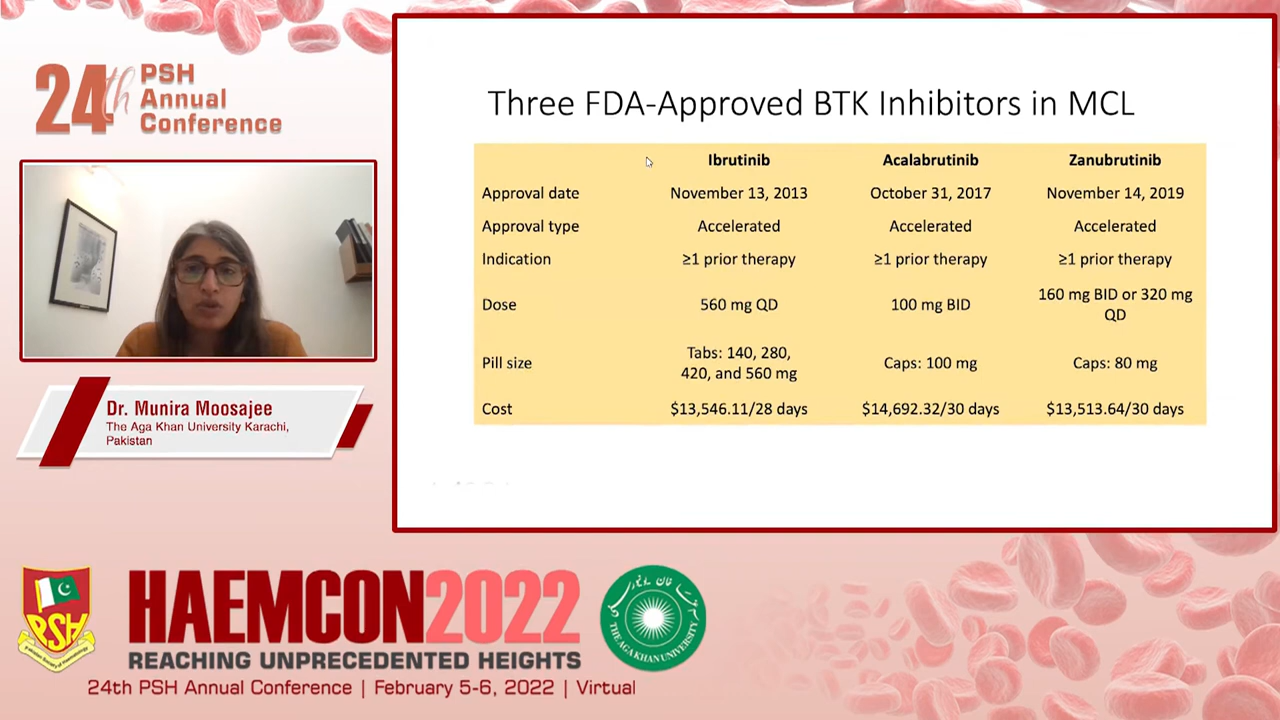 24th PSH
Annual
Conference
Dr. Munira Moosajee
The Aga Khan University Karachi,
Pakistan
Three FDA-Approved BTK Inhibitors in MCL
Ibrutinib Acalabrutinib Zanubrutinib
Approval date November 13, 2013 October 31, 2017 November 14, 2019
Approval type Accelerated Accelerated Accelerated
Indication ≥1 prior therapy ≥1 prior therapy ≥1 prior therapy
Dose 560 mg QD 100 mg BID 160 mg BID or 320 mg
QD
Pill size Tabs: 140, 280,
420, and 560 mg Caps: 100 mg Caps: 80 mg
Cost $13,546.11/28 days $14,692.32/30 days $13,513.64/30 days
PSH
HAEMCON2022
REACHING UNPRECEDENTED HEIGHTS
THE AGA KHAN UNIVERSITY
24th PSH Annual Conference | February 5-6, 2022 | Virtual